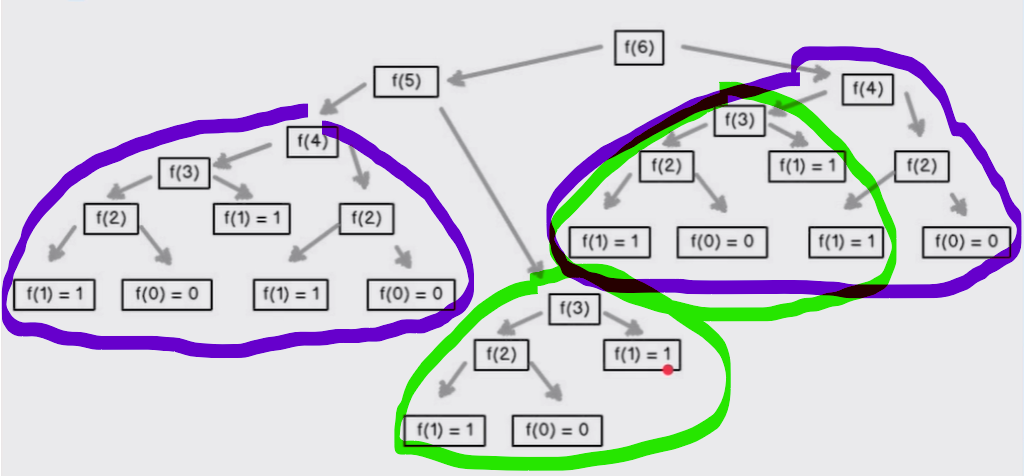 f(6)
f(5)
f(4)
f(4)
f(3)
f(3)
f(2)
f(1) = 1
f(2)
f(2)
f(1) = 1
f(2)
f(1) = 1
f(0) = 0
f(1) = 1
f(0) = 0
f(1) = 1
f(0) = 0
f(1) = 1
f(0) = 0
f(3)
f(2)
f(1) = 1
f(1) = 1
f(0) = 0